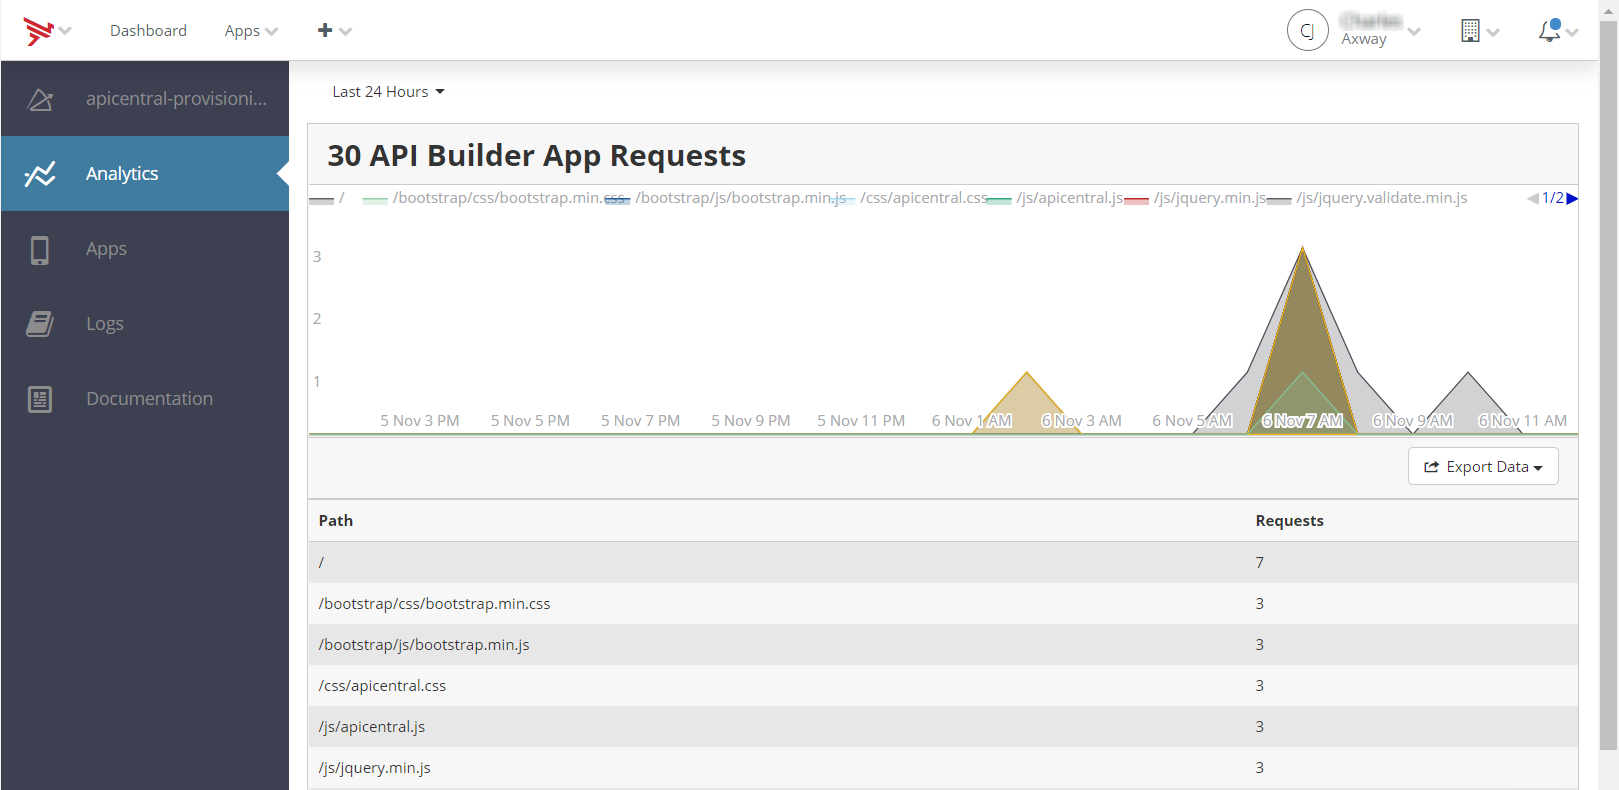 Dashboard Apps CJ Axway
apicentral-provisioni...
Analytics
Apps
Logs
Documentation
Last 24 Hours
30 API Builder App Requests
/ /bootstrap/css/bootstrap.min.css /bootstrap/js/bootstrap.min.js /css/apicentral.css /js/apicentral.js /js/jquery.min.js /js/jquery.validate.min.js 1/2
3
2
1
5 Nov 3 PM 5 Nov 5 PM 5 Nov 7 PM 5 Nov 9 PM 5 Nov 11 PM 6 Nov 1 AM 6 Nov 3 AM 6 Nov 5 AM 6 Nov 7 AM 6 Nov 9 AM 6 Nov 11 AM
Export Data
Path Requests
/ 7
/bootstrap/css/bootstrap.min.css 3
/bootstrap/js/bootstrap.min.js 3
/css/apicentral.css 3
/js/apicentral.js 3
/js/jquery.min.js 3